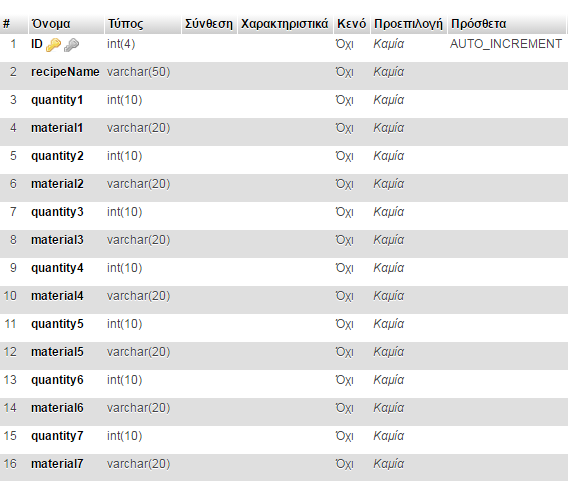 # Όνομα Τύπος Σύνθεση Χαρακτηριστικά Κενό Προεπιλογή Πρόσθετα
1 ID int(4) Όχι Καμία AUTO_INCREMENT
2 recipeName varchar(50) Όχι Καμία
3 quantity1 int(10) Όχι Καμία
4 material1 varchar(20) Όχι Καμία
5 quantity2 int(10) Όχι Καμία
6 material2 varchar(20) Όχι Καμία
7 quantity3 int(10) Όχι Καμία
8 material3 varchar(20) Όχι Καμία
9 quantity4 int(10) Όχι Καμία
10 material4 varchar(20) Όχι Καμία
11 quantity5 int(10) Όχι Καμία
12 material5 varchar(20) Όχι Καμία
13 quantity6 int(10) Όχι Καμία
14 material6 varchar(20) Όχι Καμία
15 quantity7 int(10) Όχι Καμία
16 material7 varchar(20) Όχι Καμία